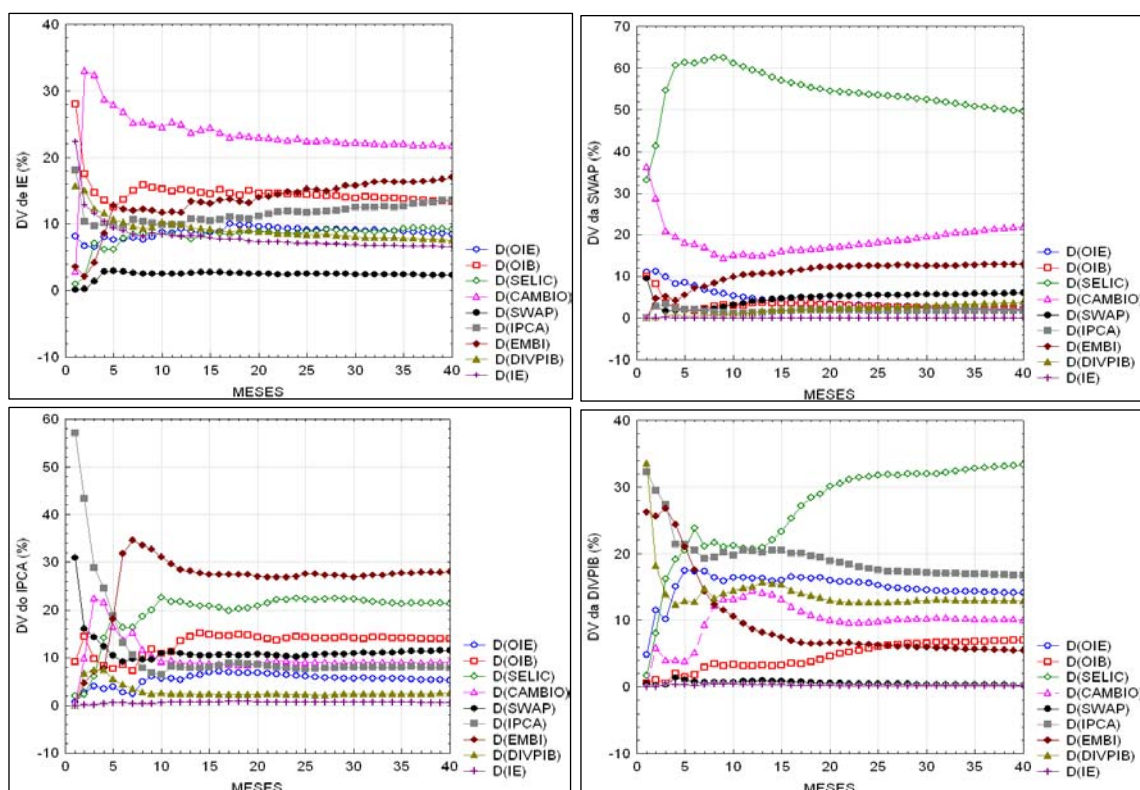 40
30
20
10
0
-10
DV de IE (%)
0 5 10 15 20 25 30 35 40
MESES
D(OIE)
D(OIB)
D(SELIC)
D(CAMBIO)
D(SWAP)
D(IPCA)
D(EMBI)
D(DIVPIB)
D(IE)
70
60
50
40
30
20
10
0
-10
DV da SWAP (%)
0 5 10 15 20 25 30 35 40
MESES
D(OIE)
D(OIB)
D(SELIC)
D(CAMBIO)
D(SWAP)
D(IPCA)
D(EMBI)
D(DIVPIB)
D(IE)
60
50
40
30
20
10
0
-10
DV do IPCA (%)
0 5 10 15 20 25 30 35 40
MESES
D(OIE)
D(OIB)
D(SELIC)
D(CAMBIO)
D(SWAP)
D(IPCA)
D(EMBI)
D(DIVPIB)
D(IE)
40
30
20
10
0
-10
DV da DIVPIB (%)
0 5 10 15 20 25 30 35 40
MESES
D(OIE)
D(OIB)
D(SELIC)
D(CAMBIO)
D(SWAP)
D(IPCA)
D(EMBI)
D(DIVPIB)
D(IE)